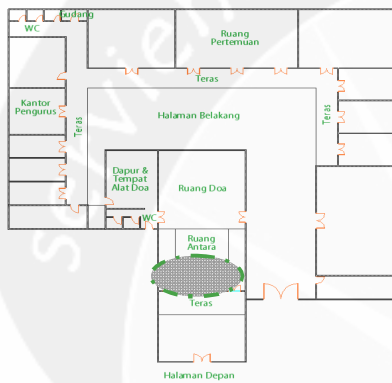 gudang
WC
Ruang
Pertemuan
Teras
Kantor
Pengurus
Teras
Halaman Belakang
Teras
Dapur &
Tempat
Alat Doa
Ruang Doa
WC
Ruang
Antara
Teras
Halaman Depan